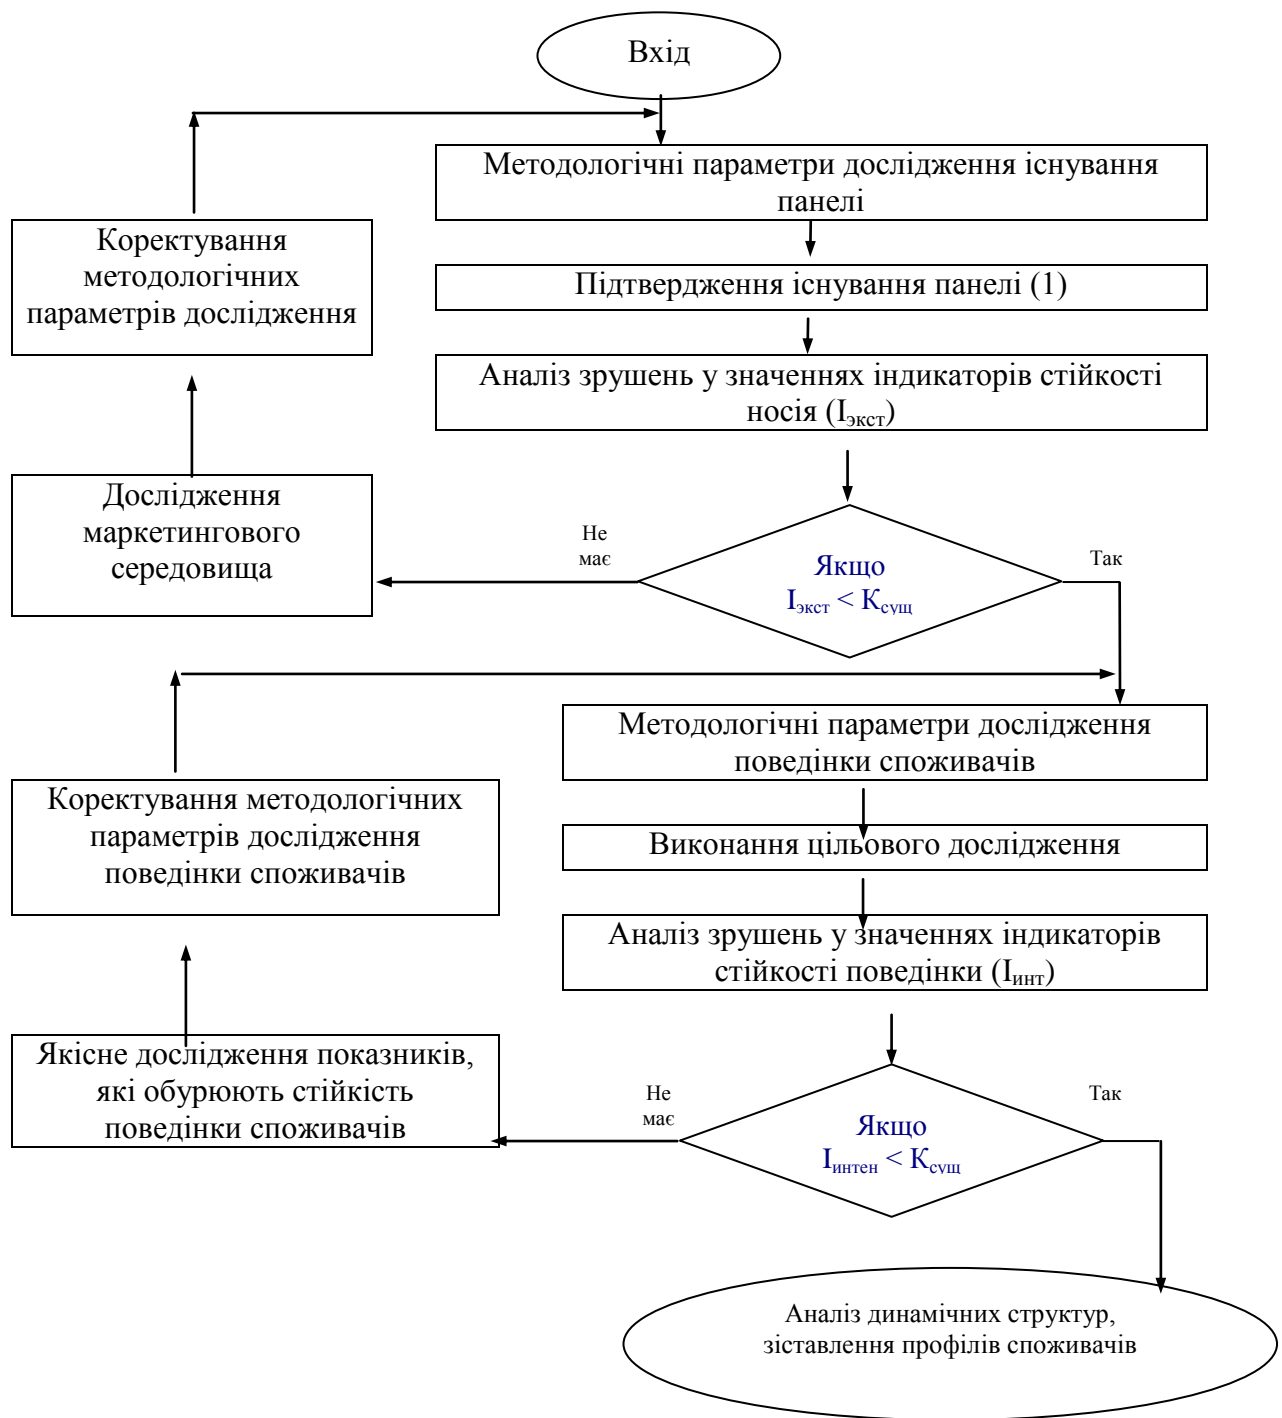 Вхід
Методологічні параметри дослідження існування
панелі
Коректування
методологічних
параметрів дослідження
Підтвердження існування панелі (1)
Аналіз зрушень у значеннях індикаторів стійкості
носія (Iэкст)
Дослідження
маркетингового
середовища
Не
має
Якщо
Iэкст < Ксущ
Так
Методологічні параметри дослідження
поведінки споживачів
Коректування методологічних
параметрів дослідження
поведінки споживачів
Виконання цільового дослідження
Аналіз зрушень у значеннях індикаторів
стійкості поведінки (Iинт)
Якісне дослідження показників,
які обурюють стійкість
поведінки споживачів
Не
має
Якщо
Iинтен < Ксущ
Так
Аналіз динамічних структур,
зіставлення профілів споживачів